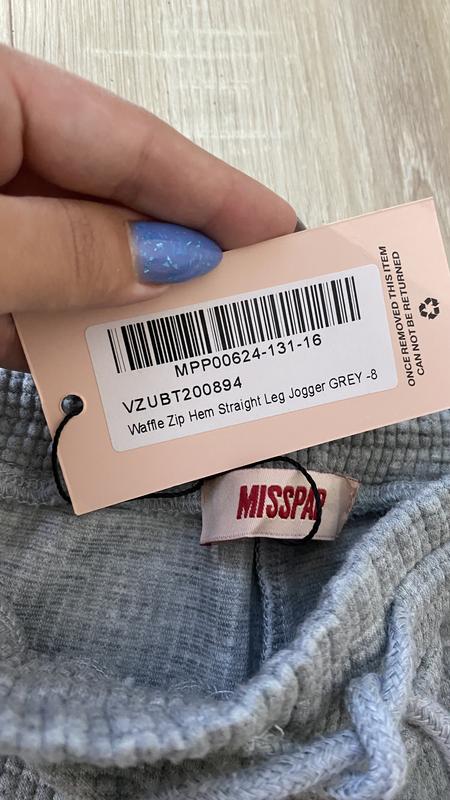 MPP00624-131-16
VZUBT200894
Waffle Zip Hem Straight Leg Jogger GREY -8
ONCE REMOVED THIS ITEM
CAN NOT BE RETURNED
MISSPAP